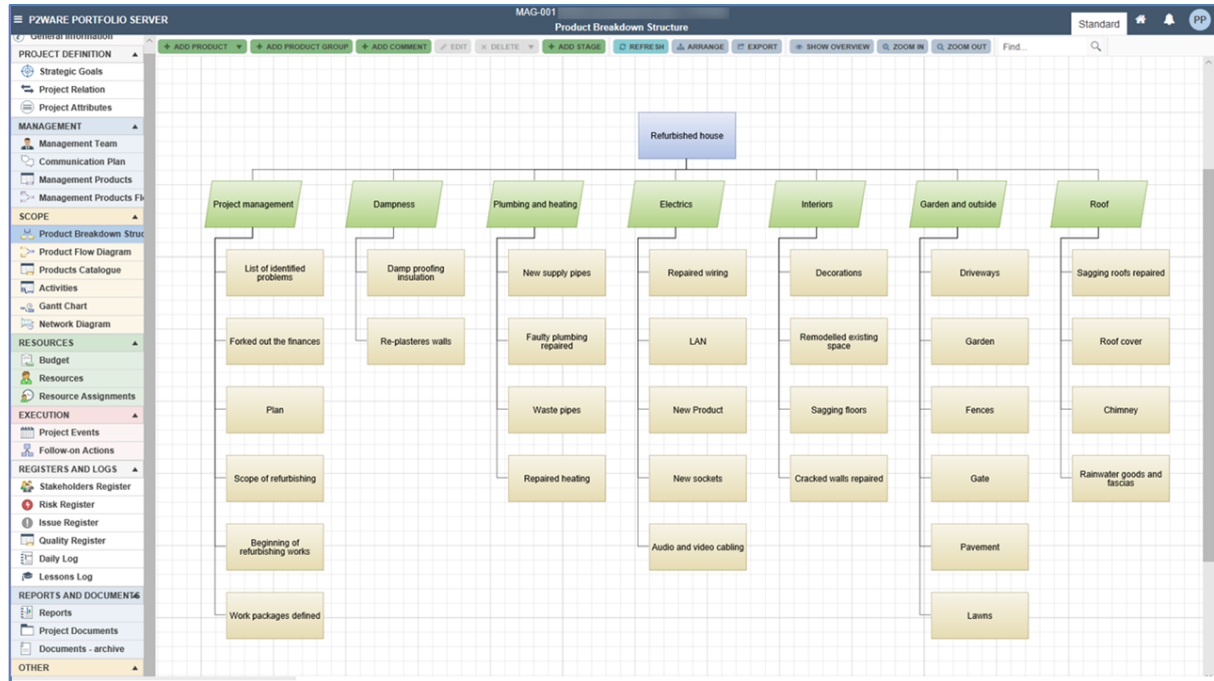 P2WARE PORTFOLIO SERVER
MAG-001
Product Breakdown Structure
Standard
PP
General Information
PROJECT DEFINITION
Strategic Goals
Project Relation
Project Attributes
MANAGEMENT
Management Team
Communication Plan
Management Products
Management Products Fl
SCOPE
Product Breakdown Struc
Product Flow Diagram
Products Catalogue
Activities
Gantt Chart
Network Diagram
RESOURCES
Budget
Resources
Resource Assignments
EXECUTION
Project Events
Follow-on Actions
REGISTERS AND LOGS
Stakeholders Register
Risk Register
Issue Register
Quality Register
Daily Log
Lessons Log
REPORTS AND DOCUMENTS
Reports
Project Documents
Documents - archive
OTHER
+ ADD PRODUCT
+ ADD PRODUCT GROUP
+ ADD COMMENT
EDIT
× DELETE
+ ADD STAGE
REFRESH
ARRANGE
EXPORT
SHOW OVERVIEW
ZOOM IN
ZOOM OUT
Find...
Refurbished house
Project management
Dampness
Plumbing and heating
Electrics
Interiors
Garden and outside
Roof
List of identified
problems
Forked out the finances
Plan
Scope of refurbishing
Beginning of
refurbishing works
Work packages defined
Damp proofing
insulation
Re-plasteres walls
New supply pipes
Faulty plumbing
repaired
Waste pipes
Repaired heating
Repaired wiring
LAN
New Product
New sockets
Audio and video cabling
Decorations
Remodelled existing
space
Sagging floors
Cracked walls repaired
Driveways
Garden
Fences
Gate
Pavement
Lawns
Sagging roofs repaired
Roof cover
Chimney
Rainwater goods and
fascias